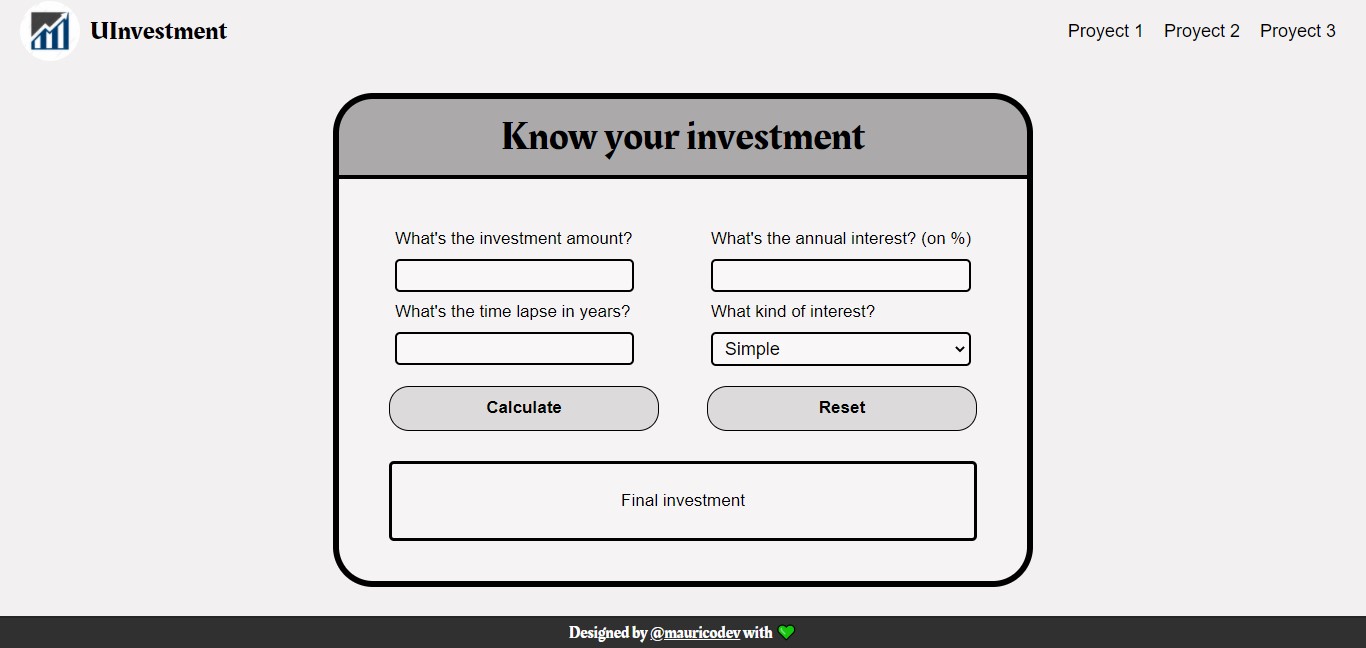 UInvestment
Proyect 1 Proyect 2 Proyect 3
Know your investment
What's the investment amount?
What's the annual interest? (on %)
What's the time lapse in years?
What kind of interest?
Simple
Calculate
Reset
Final investment
Designed by @mauricodev with 💚